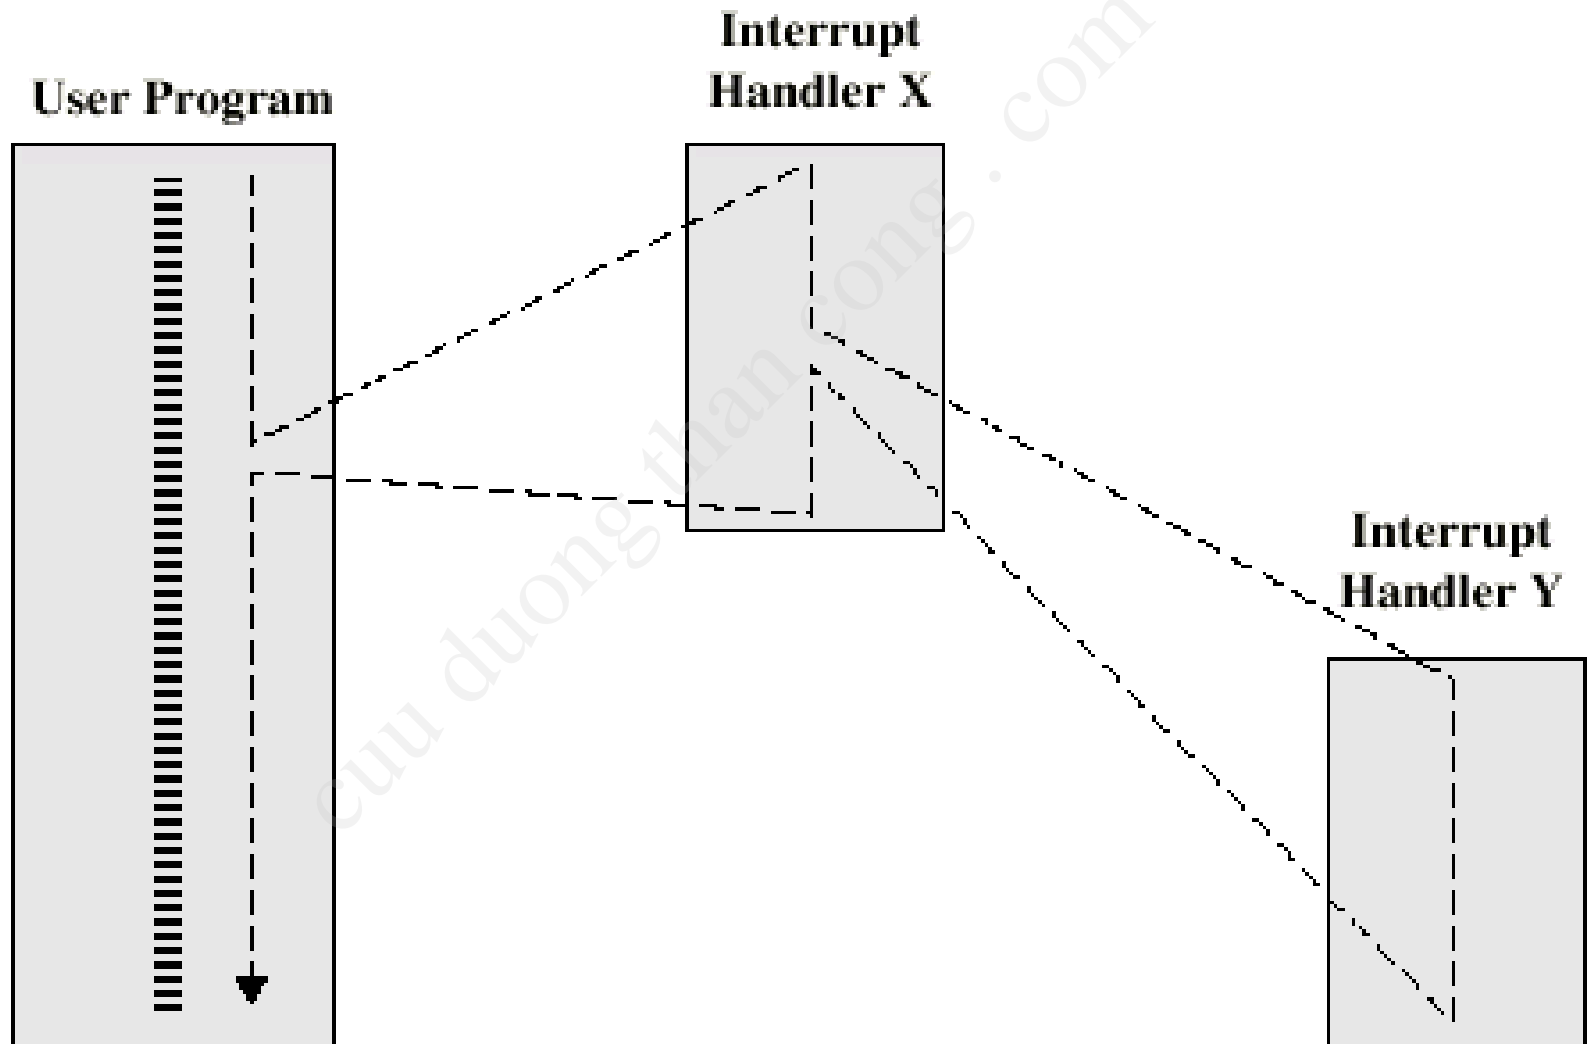 User Program
Interrupt
Handler X
Interrupt
Handler Y
cuu duong than cong . com